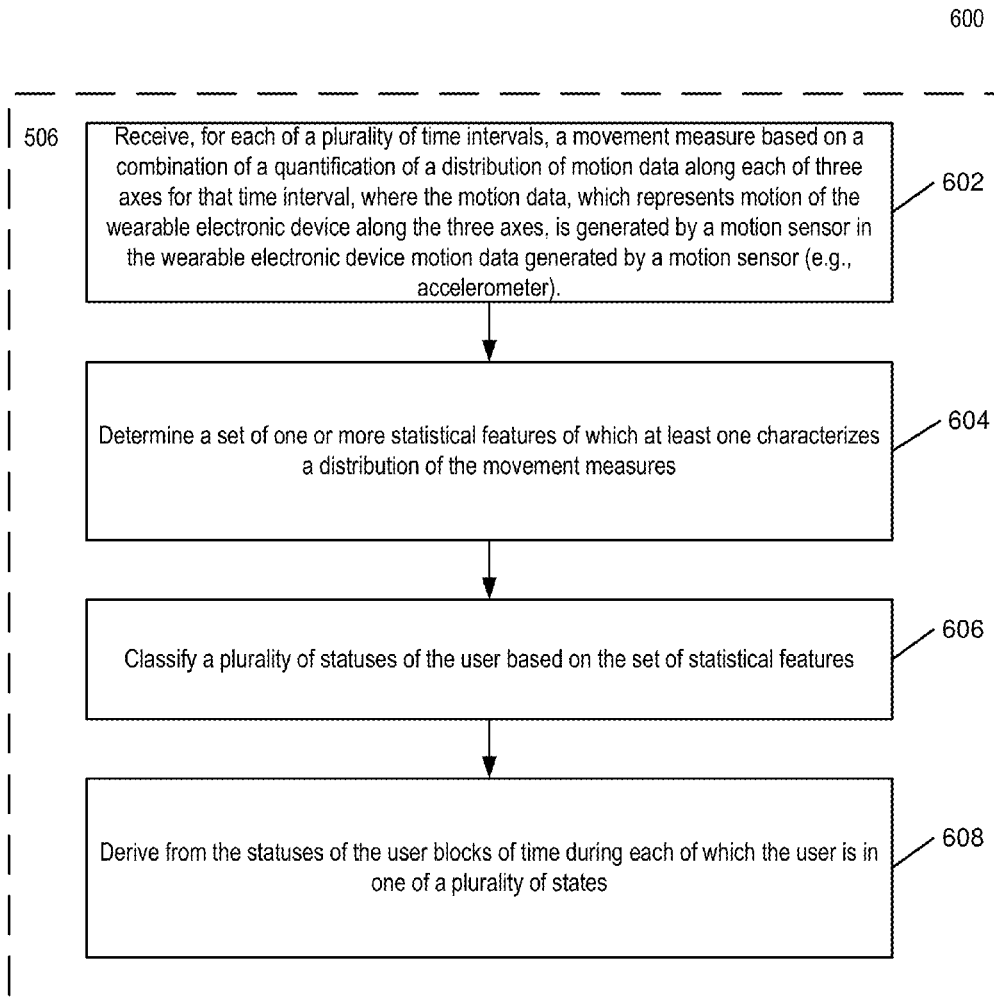 600
506
Receive, for each of a plurality of time intervals, a movement measure based on a
combination of a quantification of a distribution of motion data along each of three
axes for that time interval, where the motion data, which represents motion of the
wearable electronic device along the three axes, is generated by a motion sensor in
the wearable electronic device motion data generated by a motion sensor (e.g.,
accelerometer).
602
Determine a set of one or more statistical features of which at least one characterizes
a distribution of the movement measures
604
Classify a plurality of statuses of the user based on the set of statistical features
606
Derive from the statuses of the user blocks of time during each of which the user is in
one of a plurality of states
608